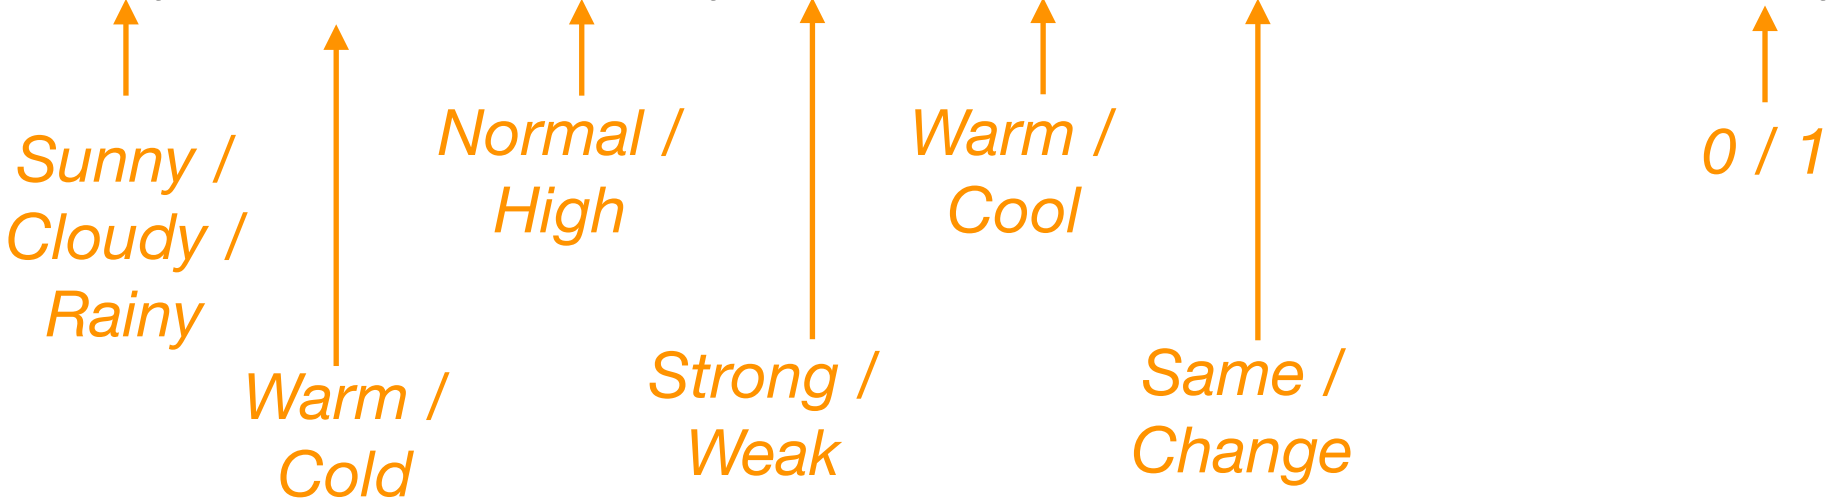 Sunny /
Cloudy /
Rainy
Warm /
Cold
Normal /
High
Strong /
Weak
Warm /
Cool
Same /
Change
0 / 1